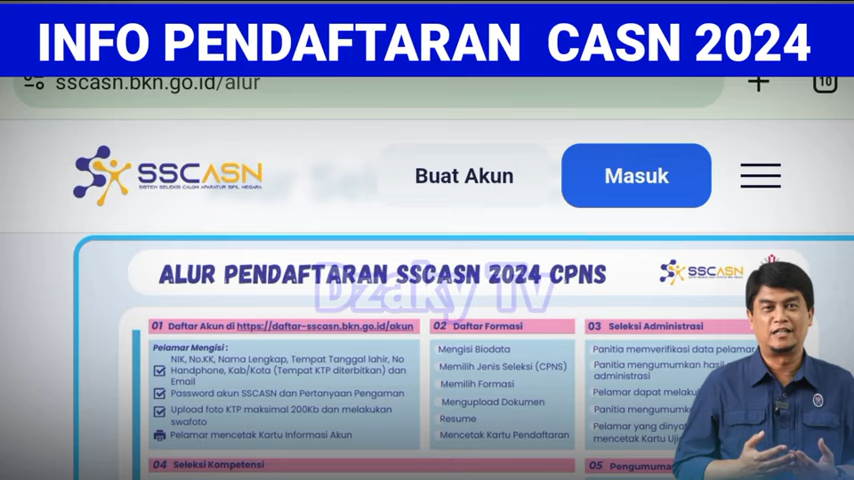 INFO PENDAFTARAN CASN 2024
sscasn.bkn.go.id/alur
10
SSCASN
SISTEM SELEKSI CALON APARATUR SIPIL NEGARA
Buat Akun
Masuk
ALUR PENDAFTARAN SSCASN 2024 CPNS
SSCASN
Dzaky Tv
01 Daftar Akun di https://daftar-sscasn.bkn.go.id/akun
Pelamar Mengisi :
NIK, No.KK, Nama Lengkap, Tempat Tanggal lahir, No
Handphone, Kab/Kota (Tempat KTP diterbitkan) dan
Email
Password akun SSCASN dan Pertanyaan Pengaman
Upload foto KTP maksimal 200Kb dan melakukan
swafoto
Pelamar mencetak Kartu Informasi Akun
02 Daftar Formasi
Mengisi Biodata
Memilih Jenis Seleksi (CPNS)
Memilih Formasi
Mengupload Dokumen
Resume
Mencetak Kartu Pendaftaran
03 Seleksi Administrasi
Panitia memverifikasi data pelamar
Panitia mengumumkan hasil
administrasi
Pelamar dapat
Panitia
Pelamar yang
mencetak Kartu
04 Seleksi Kompetensi
05